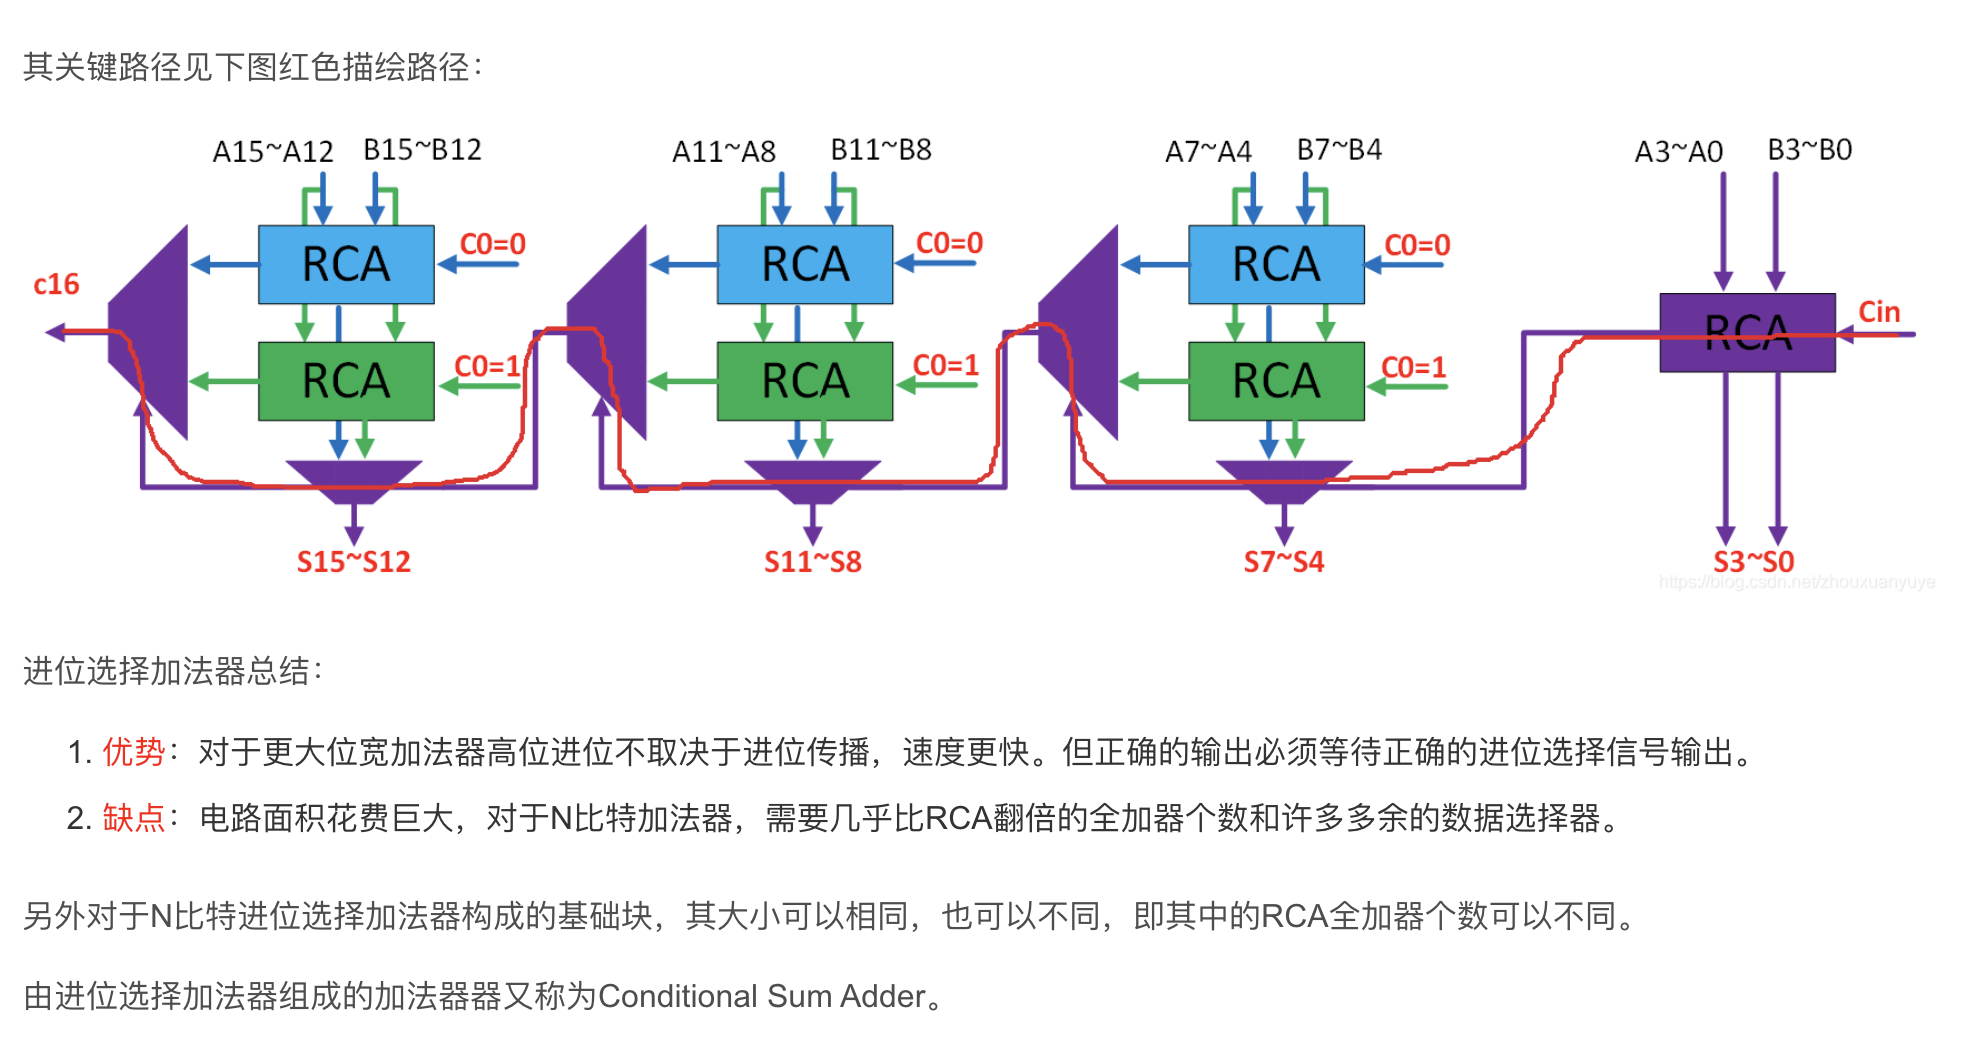 其关键路径见下图红色描绘路径：
A15~A12 B15~B12 A11~A8 B11~B8 A7~A4 B7~B4 A3~A0 B3~B0
RCA C0=0 RCA C0=0 RCA C0=0
c16 RCA Cin
RCA C0=1 RCA C0=1 RCA C0=1
S15~S12 S11~S8 S7~S4 S3~S0
https://blog.csdn.net/zhouxuanyuye
进位选择加法器总结：
1. 优势：对于更大位宽加法器高位进位不取决于进位传播，速度更快。但正确的输出必须等待正确的进位选择信号输出。
2. 缺点：电路面积花费巨大，对于N比特加法器，需要几乎比RCA翻倍的全加器个数和许多多余的数据选择器。
另外对于N比特进位选择加法器构成的基础块，其大小可以相同，也可以不同，即其中的RCA全加器个数可以不同。
由进位选择加法器组成的加法器器又称为Conditional Sum Adder。